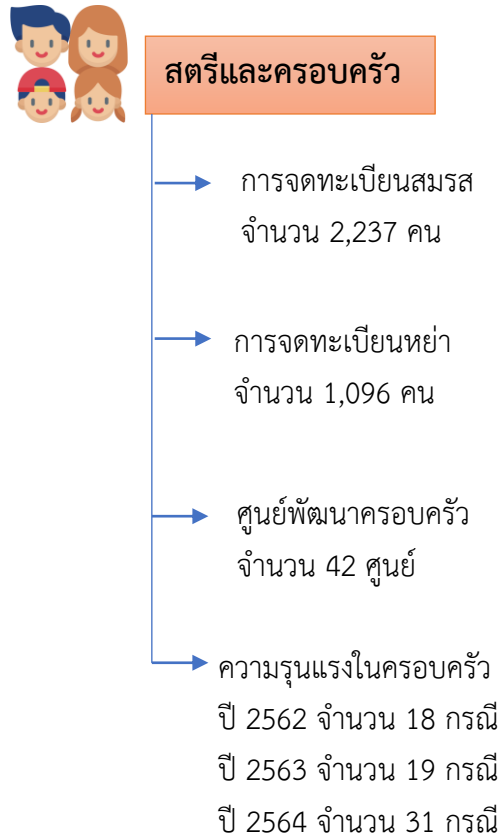 สตรีและครอบครัว
การจดทะเบียนสมรส
จำนวน 2,237 คน
การจดทะเบียนหย่า
จำนวน 1,096 คน
ศูนย์พัฒนาครอบครัว
จำนวน 42 ศูนย์
ความรุนแรงในครอบครัว
ปี 2562 จำนวน 18 กรณี
ปี 2563 จำนวน 19 กรณี
ปี 2564 จำนวน 31 กรณี